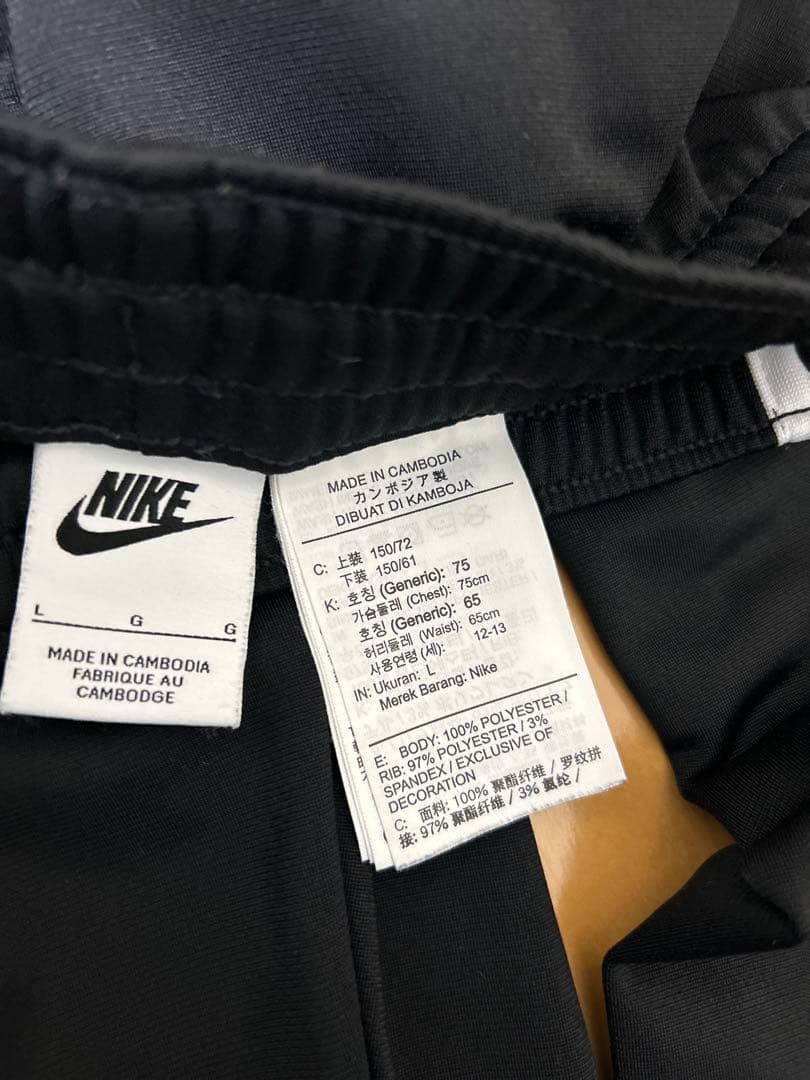 NIKE
L G G
MADE IN CAMBODIA
FABRIQUE AU
CAMBODGE
MADE IN CAMBODIA
カンボジア製
DIBUAT DI KAMBOJA
C: 上装 150/72
下装 150/61
K: 호칭 (Generic): 75
가슴둘레 (Chest): 75cm
호칭 (Generic): 65
허리둘레 (Waist): 65cm
사용연령 (세): 12-13
IN: Ukuran: L
Merek Barang: Nike
E: BODY: 100% POLYESTER /
RIB: 97% POLYESTER / 3%
SPANDEX / EXCLUSIVE OF
DECORATION
C: 面料: 100% 聚酯纤维 / 罗纹拼
接: 97% 聚酯纤维 / 3% 氨纶 /